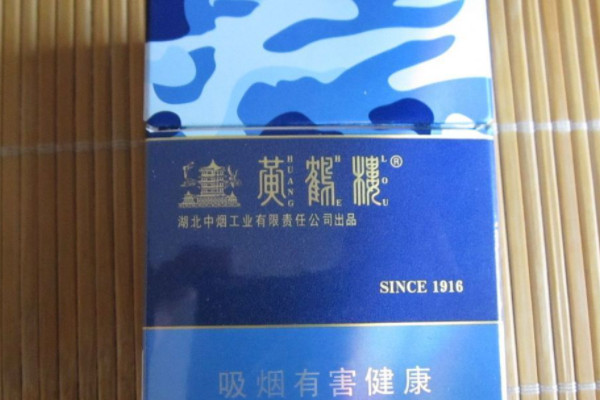 黄鹤楼®
HUANG HE LOU
湖北中烟工业有限责任公司出品
SINCE 1916
吸烟有害健康